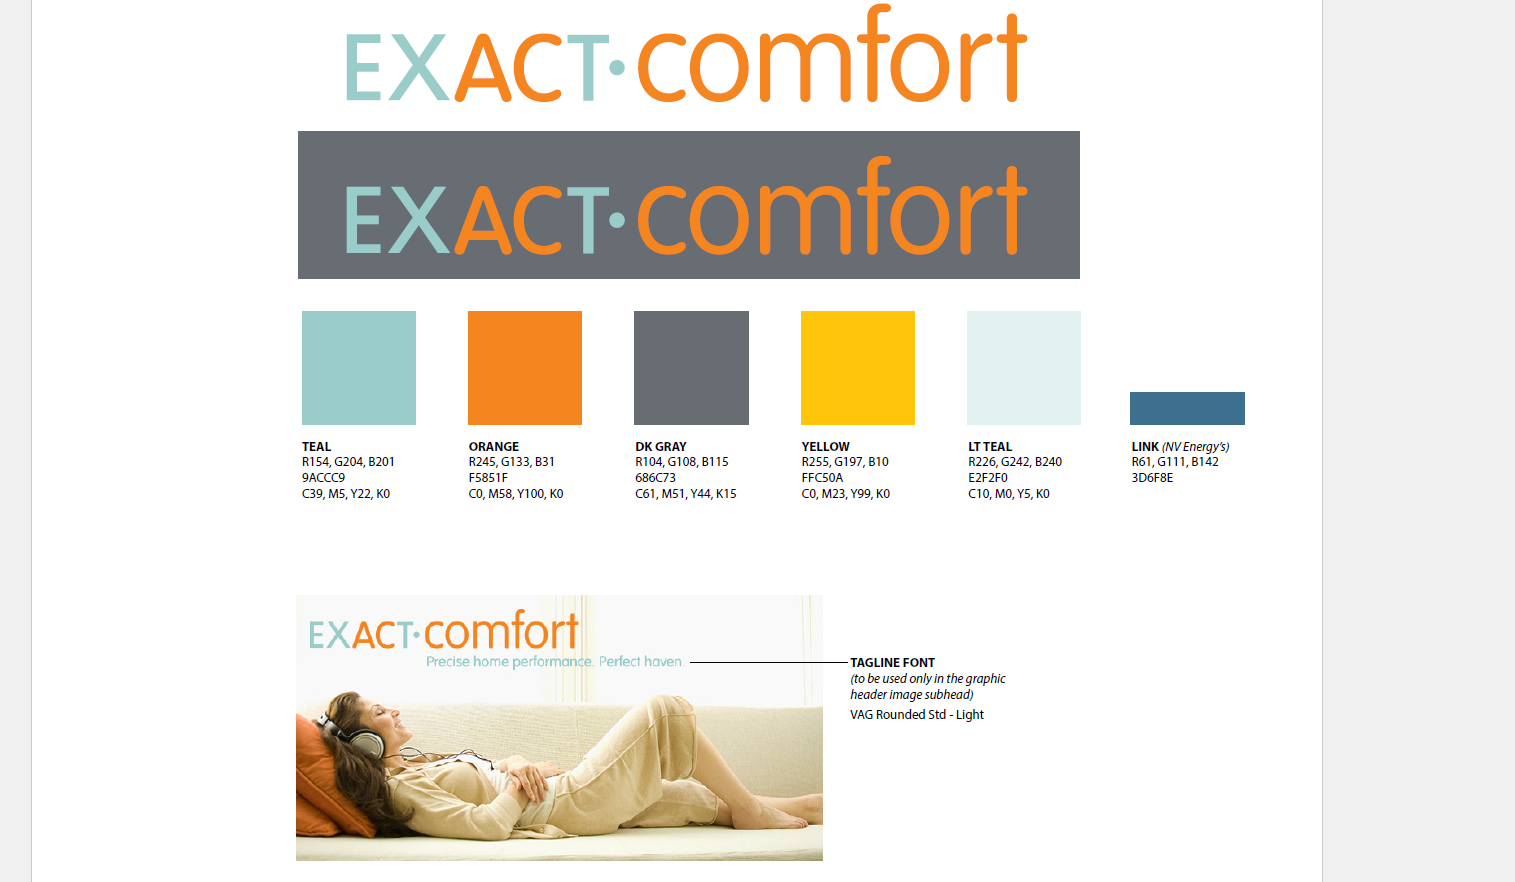 EXACT·comfort
EXACT·comfort
TEAL
R154, G204, B201
9ACCC9
C39, M5, Y22, K0
ORANGE
R245, G133, B31
F5851F
C0, M58, Y100, K0
DK GRAY
R104, G108, B115
686C73
C61, M51, Y44, K15
YELLOW
R255, G197, B10
FFC50A
C0, M23, Y99, K0
LT TEAL
R226, G242, B240
E2F2F0
C10, M0, Y5, K0
LINK (NV Energy's)
R61, G111, B142
3D6F8E
EXACT·comfort
Precise home performance. Perfect haven.
TAGLINE FONT
(to be used only in the graphic
header image subhead)
VAG Rounded Std - Light